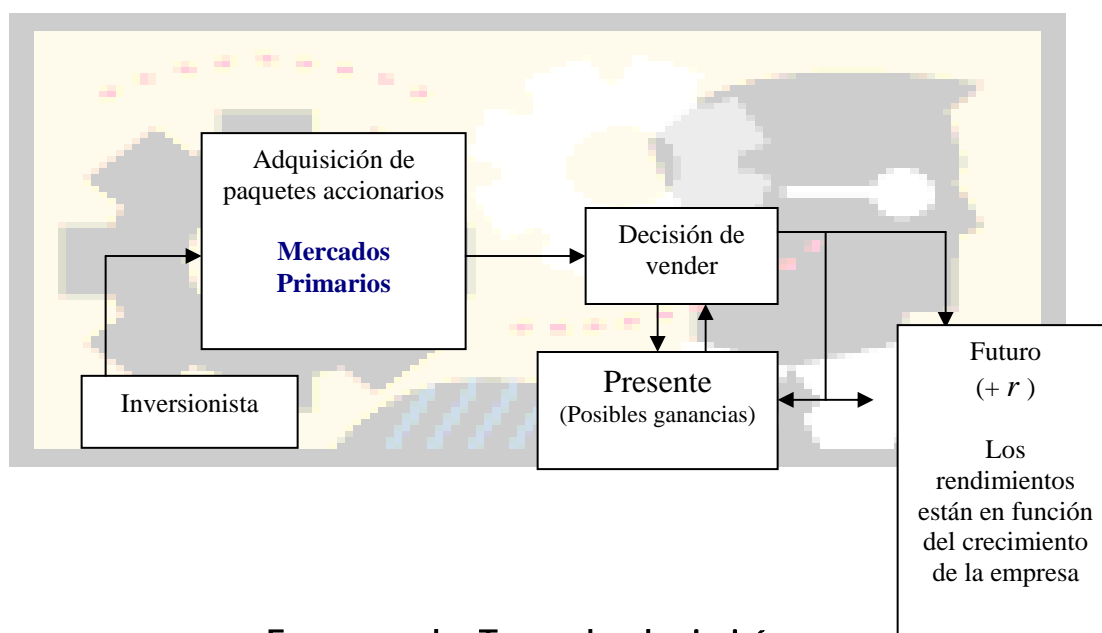 Adquisición de
paquetes accionarios
Mercados
Primarios
Inversionista
Decisión de
vender
Presente
(Posibles ganancias)
Futuro
(+ r )
Los
rendimientos
están en función
del crecimiento
de la empresa